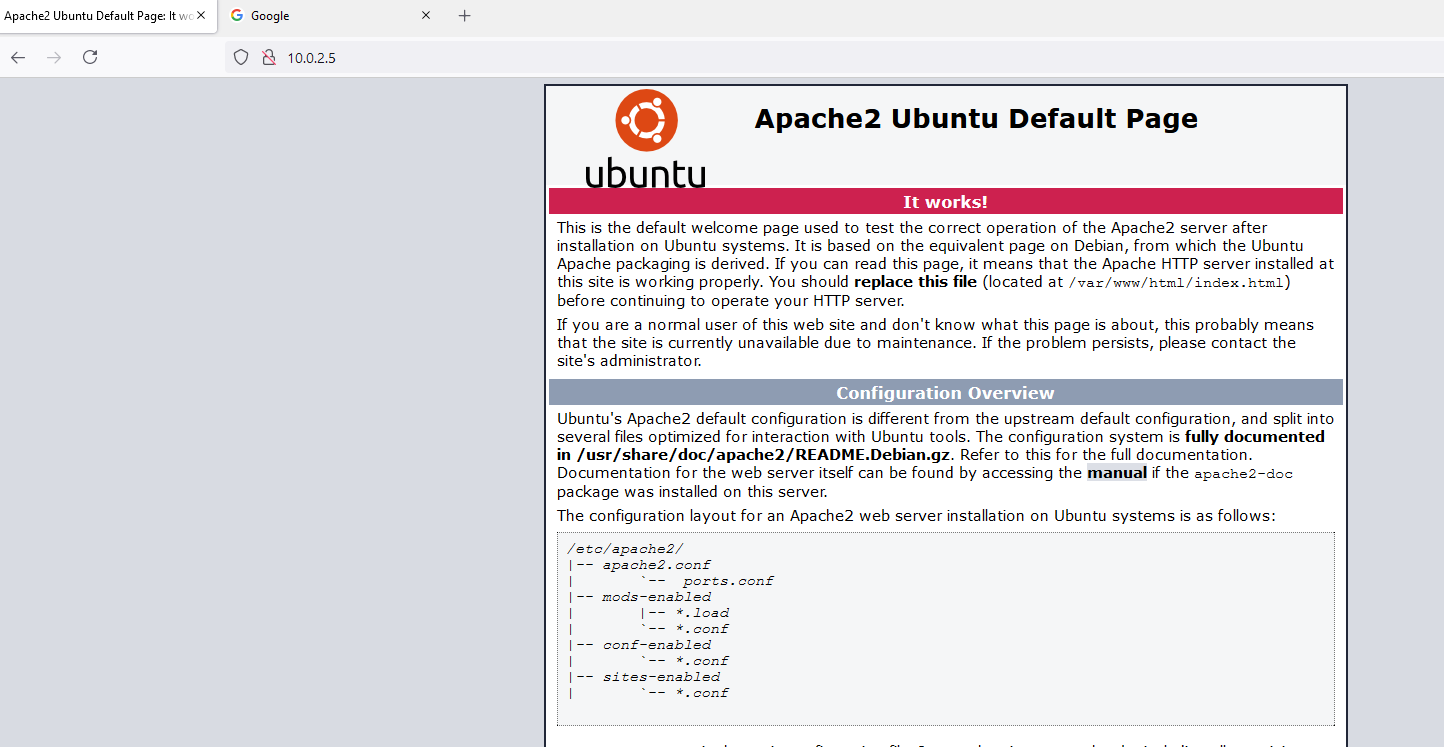 Apache2 Ubuntu Default Page: It wo
Google
10.0.2.5
ubuntu
Apache2 Ubuntu Default Page
It works!
This is the default welcome page used to test the correct operation of the Apache2 server after
installation on Ubuntu systems. It is based on the equivalent page on Debian, from which the Ubuntu
Apache packaging is derived. If you can read this page, it means that the Apache HTTP server installed at
this site is working properly. You should replace this file (located at /var/www/html/index.html)
before continuing to operate your HTTP server.
If you are a normal user of this web site and don't know what this page is about, this probably means
that the site is currently unavailable due to maintenance. If the problem persists, please contact the
site's administrator.
Configuration Overview
Ubuntu's Apache2 default configuration is different from the upstream default configuration, and split into
several files optimized for interaction with Ubuntu tools. The configuration system is fully documented
in /usr/share/doc/apache2/README.Debian.gz. Refer to this for the full documentation.
Documentation for the web server itself can be found by accessing the manual if the apache2-doc
package was installed on this server.
The configuration layout for an Apache2 web server installation on Ubuntu systems is as follows:
/etc/apache2/
|-- apache2.conf
|       `--  ports.conf
|-- mods-enabled
|       |-- *.load
|       `-- *.conf
|-- conf-enabled
|       `-- *.conf
|-- sites-enabled
|       `-- *.conf